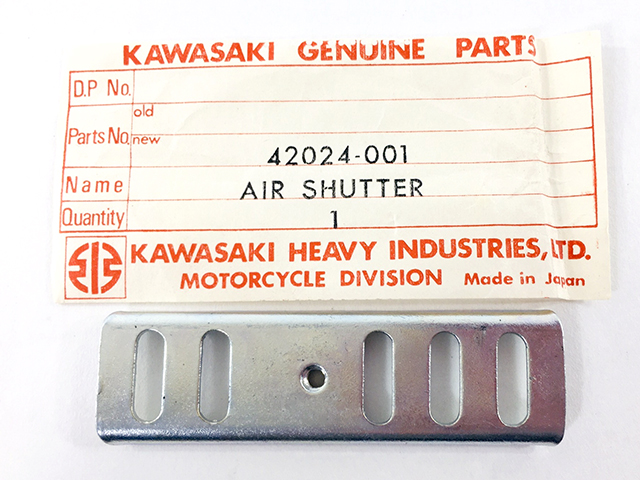 KAWASAKI GENUINE PARTS
D.P No.
old
Parts No. new
42024-001
Name AIR SHUTTER
Quantity 1
KAWASAKI HEAVY INDUSTRIES, LTD.
MOTORCYCLE DIVISION Made in Japan